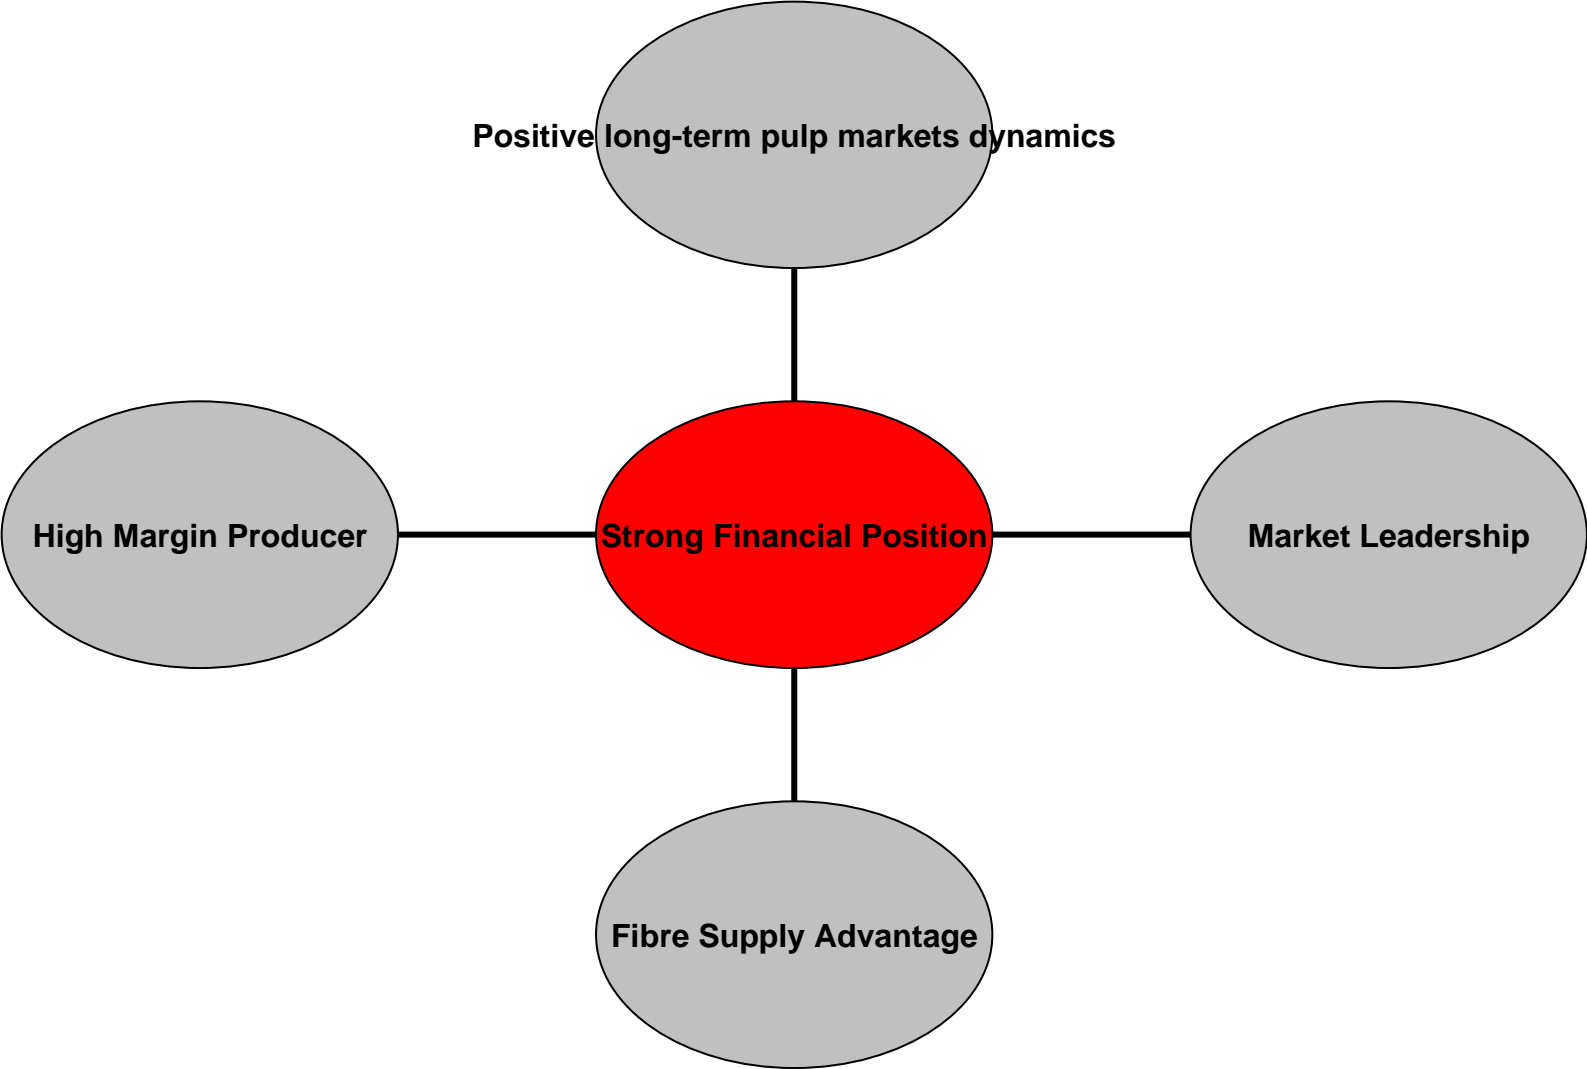 Positive long-term pulp markets dynamics
High Margin Producer
Strong Financial Position
Market Leadership
Fibre Supply Advantage